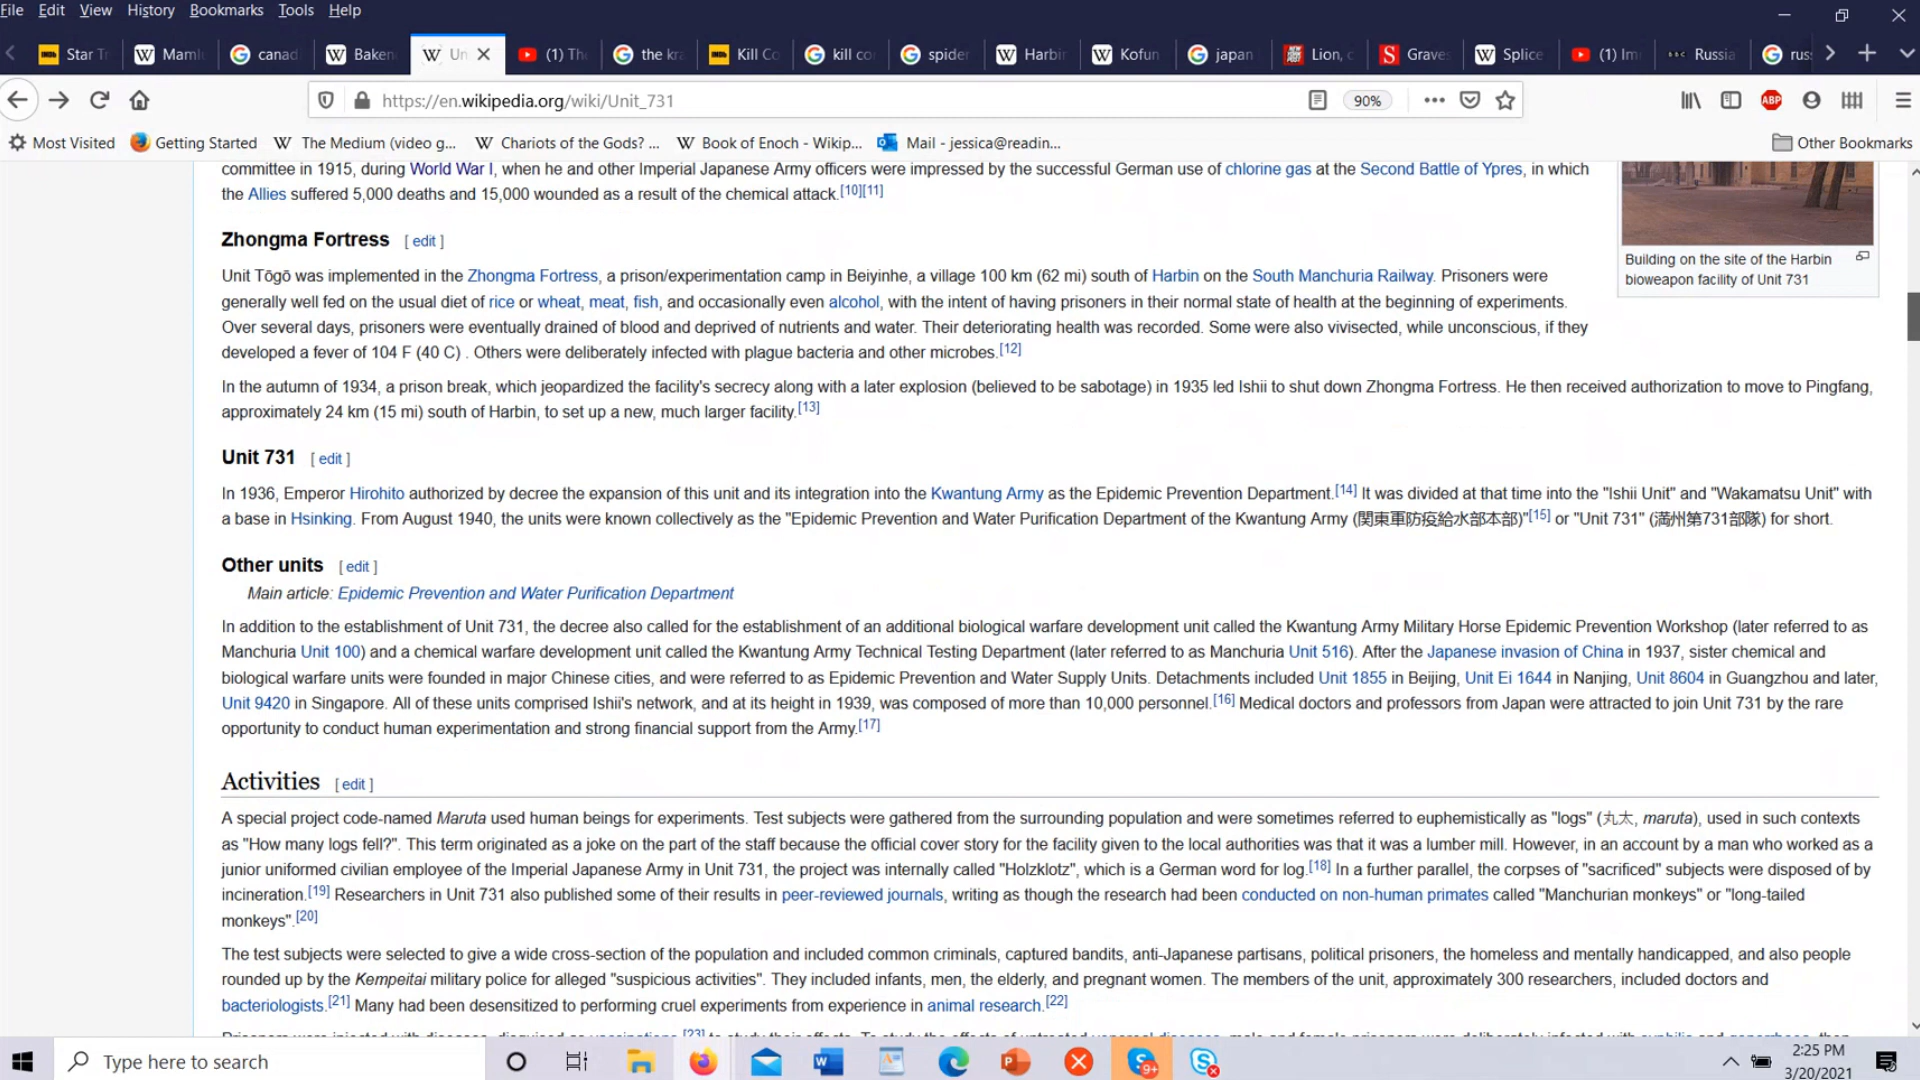 File Edit View History Bookmarks Tools Help
Star T Maml canad Baken Un (1) Th the kr Kill Co kill co spider Harbi Kofun japan Lion, c Grave Splice (1) Im Russia rus
https://en.wikipedia.org/wiki/Unit_731 90% ABP
Most Visited Getting Started The Medium (video g... Chariots of the Gods? ... Book of Enoch - Wikip... Mail - jessica@readin... Other Bookmarks
committee in 1915, during World War I, when he and other Imperial Japanese Army officers were impressed by the successful German use of chlorine gas at the Second Battle of Ypres, in which
the Allies suffered 5,000 deaths and 15,000 wounded as a result of the chemical attack.[10][11]
Building on the site of the Harbin
bioweapon facility of Unit 731
Zhongma Fortress [ edit ]
Unit Tōgō was implemented in the Zhongma Fortress, a prison/experimentation camp in Beiyinhe, a village 100 km (62 mi) south of Harbin on the South Manchuria Railway. Prisoners were
generally well fed on the usual diet of rice or wheat, meat, fish, and occasionally even alcohol, with the intent of having prisoners in their normal state of health at the beginning of experiments.
Over several days, prisoners were eventually drained of blood and deprived of nutrients and water. Their deteriorating health was recorded. Some were also vivisected, while unconscious, if they
developed a fever of 104 F (40 C) . Others were deliberately infected with plague bacteria and other microbes.[12]
In the autumn of 1934, a prison break, which jeopardized the facility's secrecy along with a later explosion (believed to be sabotage) in 1935 led Ishii to shut down Zhongma Fortress. He then received authorization to move to Pingfang,
approximately 24 km (15 mi) south of Harbin, to set up a new, much larger facility.[13]
Unit 731 [ edit ]
In 1936, Emperor Hirohito authorized by decree the expansion of this unit and its integration into the Kwantung Army as the Epidemic Prevention Department.[14] It was divided at that time into the "Ishii Unit" and "Wakamatsu Unit" with
a base in Hsinking. From August 1940, the units were known collectively as the "Epidemic Prevention and Water Purification Department of the Kwantung Army (関東軍防疫給水部本部)"[15] or "Unit 731" (満州第731部隊) for short.
Other units [ edit ]
Main article: Epidemic Prevention and Water Purification Department
In addition to the establishment of Unit 731, the decree also called for the establishment of an additional biological warfare development unit called the Kwantung Army Military Horse Epidemic Prevention Workshop (later referred to as
Manchuria Unit 100) and a chemical warfare development unit called the Kwantung Army Technical Testing Department (later referred to as Manchuria Unit 516). After the Japanese invasion of China in 1937, sister chemical and
biological warfare units were founded in major Chinese cities, and were referred to as Epidemic Prevention and Water Supply Units. Detachments included Unit 1855 in Beijing, Unit Ei 1644 in Nanjing, Unit 8604 in Guangzhou and later,
Unit 9420 in Singapore. All of these units comprised Ishii's network, and at its height in 1939, was composed of more than 10,000 personnel.[16] Medical doctors and professors from Japan were attracted to join Unit 731 by the rare
opportunity to conduct human experimentation and strong financial support from the Army.[17]
Activities [ edit ]
A special project code-named Maruta used human beings for experiments. Test subjects were gathered from the surrounding population and were sometimes referred to euphemistically as "logs" (丸太, maruta), used in such contexts
as "How many logs fell?". This term originated as a joke on the part of the staff because the official cover story for the facility given to the local authorities was that it was a lumber mill. However, in an account by a man who worked as a
junior uniformed civilian employee of the Imperial Japanese Army in Unit 731, the project was internally called "Holzklotz", which is a German word for log.[18] In a further parallel, the corpses of "sacrificed" subjects were disposed of by
incineration.[19] Researchers in Unit 731 also published some of their results in peer-reviewed journals, writing as though the research had been conducted on non-human primates called "Manchurian monkeys" or "long-tailed
monkeys".[20]
The test subjects were selected to give a wide cross-section of the population and included common criminals, captured bandits, anti-Japanese partisans, political prisoners, the homeless and mentally handicapped, and also people
rounded up by the Kempeitai military police for alleged "suspicious activities". They included infants, men, the elderly, and pregnant women. The members of the unit, approximately 300 researchers, included doctors and
bacteriologists.[21] Many had been desensitized to performing cruel experiments from experience in animal research.[22]
Type here to search 9+ 2:25 PM
3/20/2021